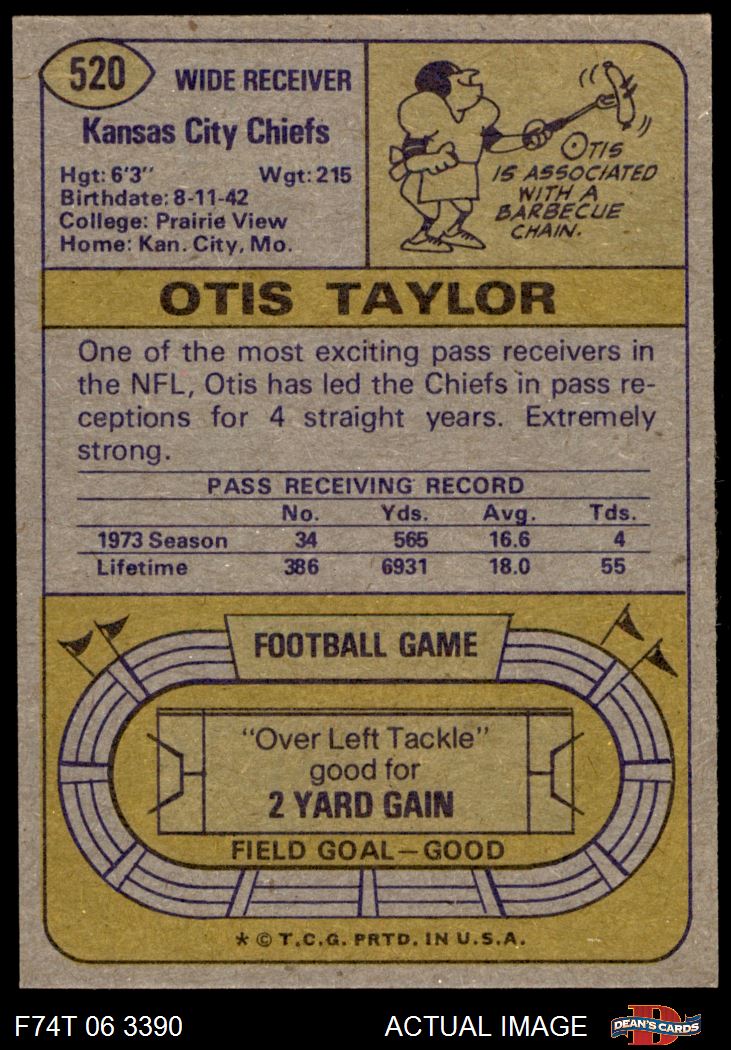 520
WIDE RECEIVER
Kansas City Chiefs
Hgt: 6'3" Wgt: 215
Birthdate: 8-11-42
College: Prairie View
Home: Kan. City, Mo.
OTIS
IS ASSOCIATED
WITH A
BARBECUE
CHAIN.
OTIS TAYLOR
One of the most exciting pass receivers in
the NFL, Otis has led the Chiefs in pass re-
ceptions for 4 straight years. Extremely
strong.
PASS RECEIVING RECORD
No. Yds. Avg. Tds.
1973 Season 34 565 16.6 4
Lifetime 386 6931 18.0 55
FOOTBALL GAME
"Over Left Tackle"
good for
2 YARD GAIN
FIELD GOAL—GOOD
* © T.C.G. PRTD. IN U.S.A.
F74T 06 3390 ACTUAL IMAGE D DEAN'S CARDS